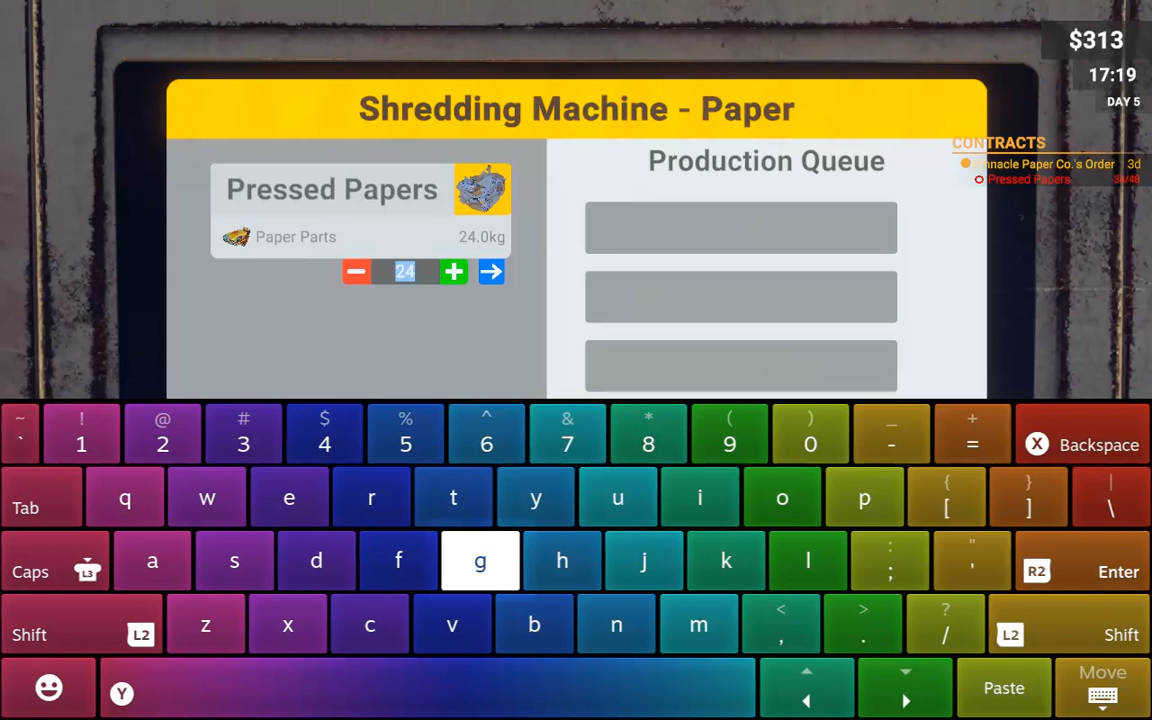 $313
17:19
DAY 5
Shredding Machine - Paper
CONTRACTS
nnacle Paper Co.'s Order 3d
Pressed Papers /48
Pressed Papers
Paper Parts 24.0kg
− 24 + →
Production Queue
~ ` ! 1 @ 2 # 3 $ 4 % 5 ^ 6 & 7 * 8 ( 9 ) 0 _ - + = X Backspace
Tab q w e r t y u i o p { [ } ] | \
Caps L3 a s d f g h j k l : ; " ' R2 Enter
Shift L2 z x c v b n m < , > . ? / L2 Shift
Y Paste Move